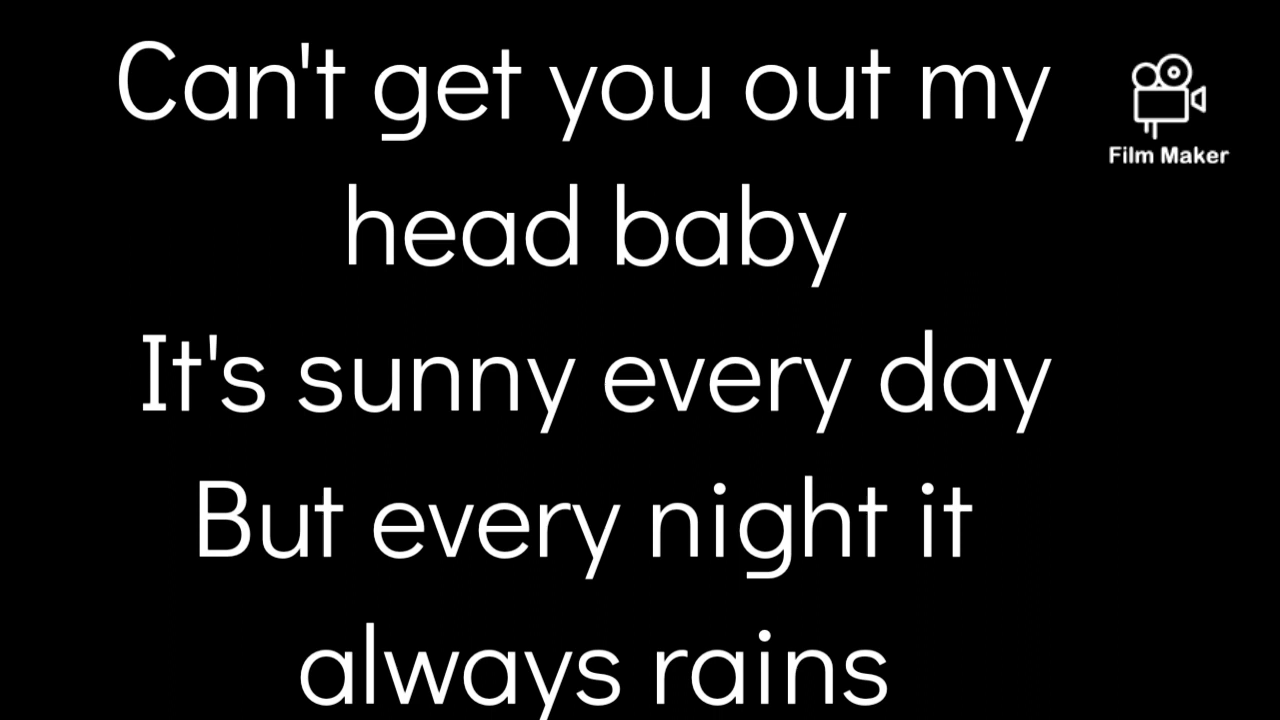 Can't get you out my
head baby
It's sunny every day
But every night it
always rains
Film Maker